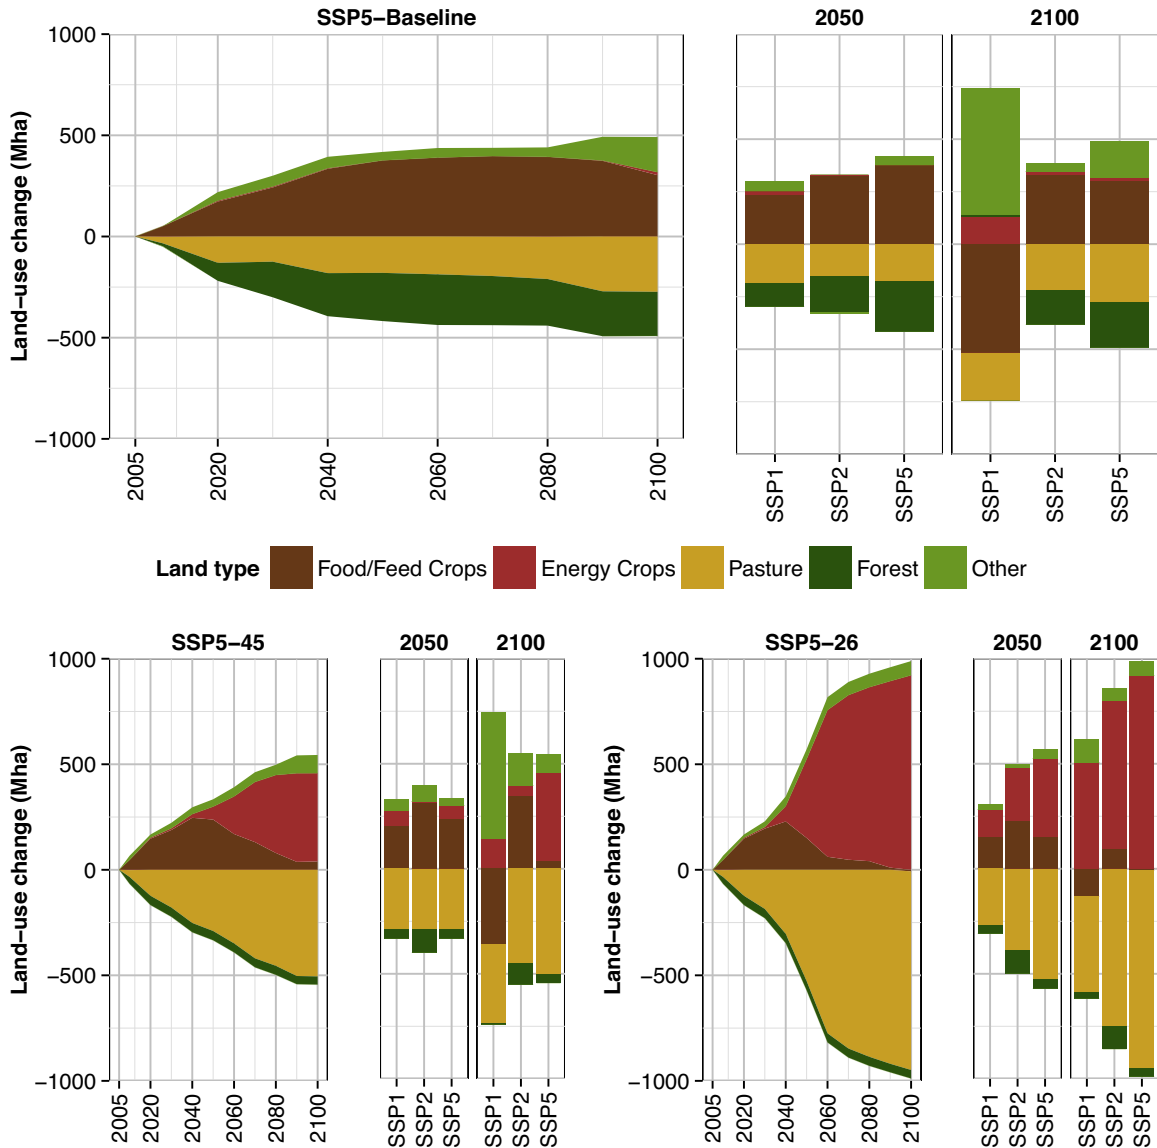 SSP5−Baseline
2050
2100
Land−use change (Mha)
1000
500
0
−500
−1000
2005
2020
2040
2060
2080
2100
SSP1
SSP2
SSP5
SSP1
SSP2
SSP5
Land type Food/Feed Crops Energy Crops Pasture Forest Other
SSP5−45
2050
2100
Land−use change (Mha)
1000
500
0
−500
−1000
2005
2020
2040
2060
2080
2100
SSP1
SSP2
SSP5
SSP1
SSP2
SSP5
SSP5−26
2050
2100
Land−use change (Mha)
1000
500
0
−500
−1000
2005
2020
2040
2060
2080
2100
SSP1
SSP2
SSP5
SSP1
SSP2
SSP5